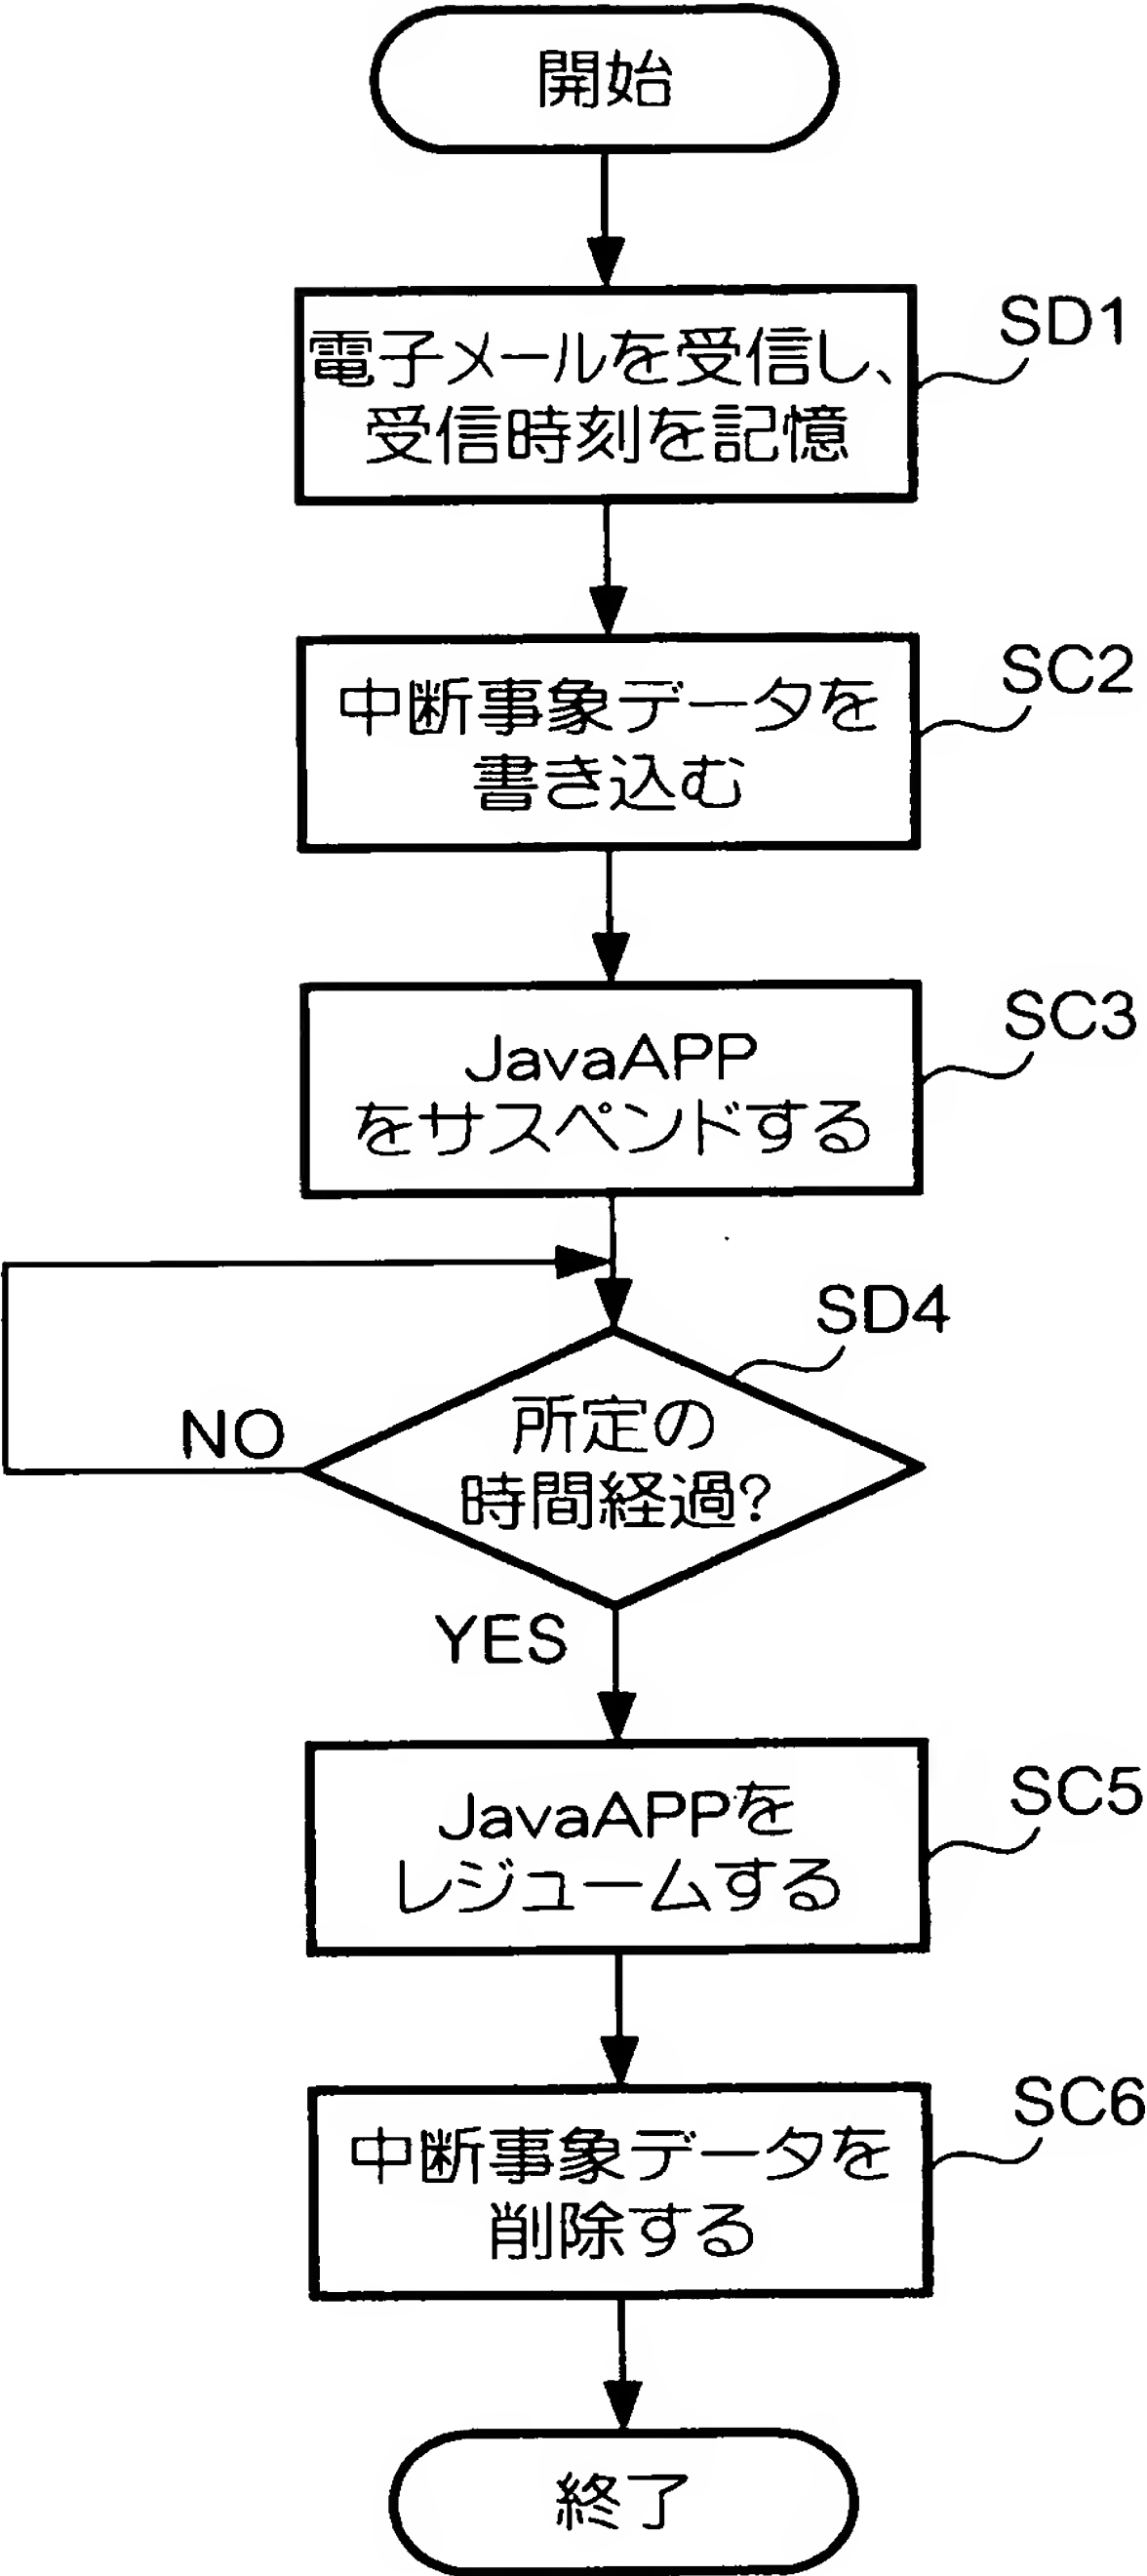 開始
電子メールを受信し、
受信時刻を記憶
SD1
中断事象データを
書き込む
SC2
JavaAPP
をサスペンドする
SC3
SD4
所定の
時間経過?
NO
YES
JavaAPPを
レジュームする
SC5
中断事象データを
削除する
SC6
終了